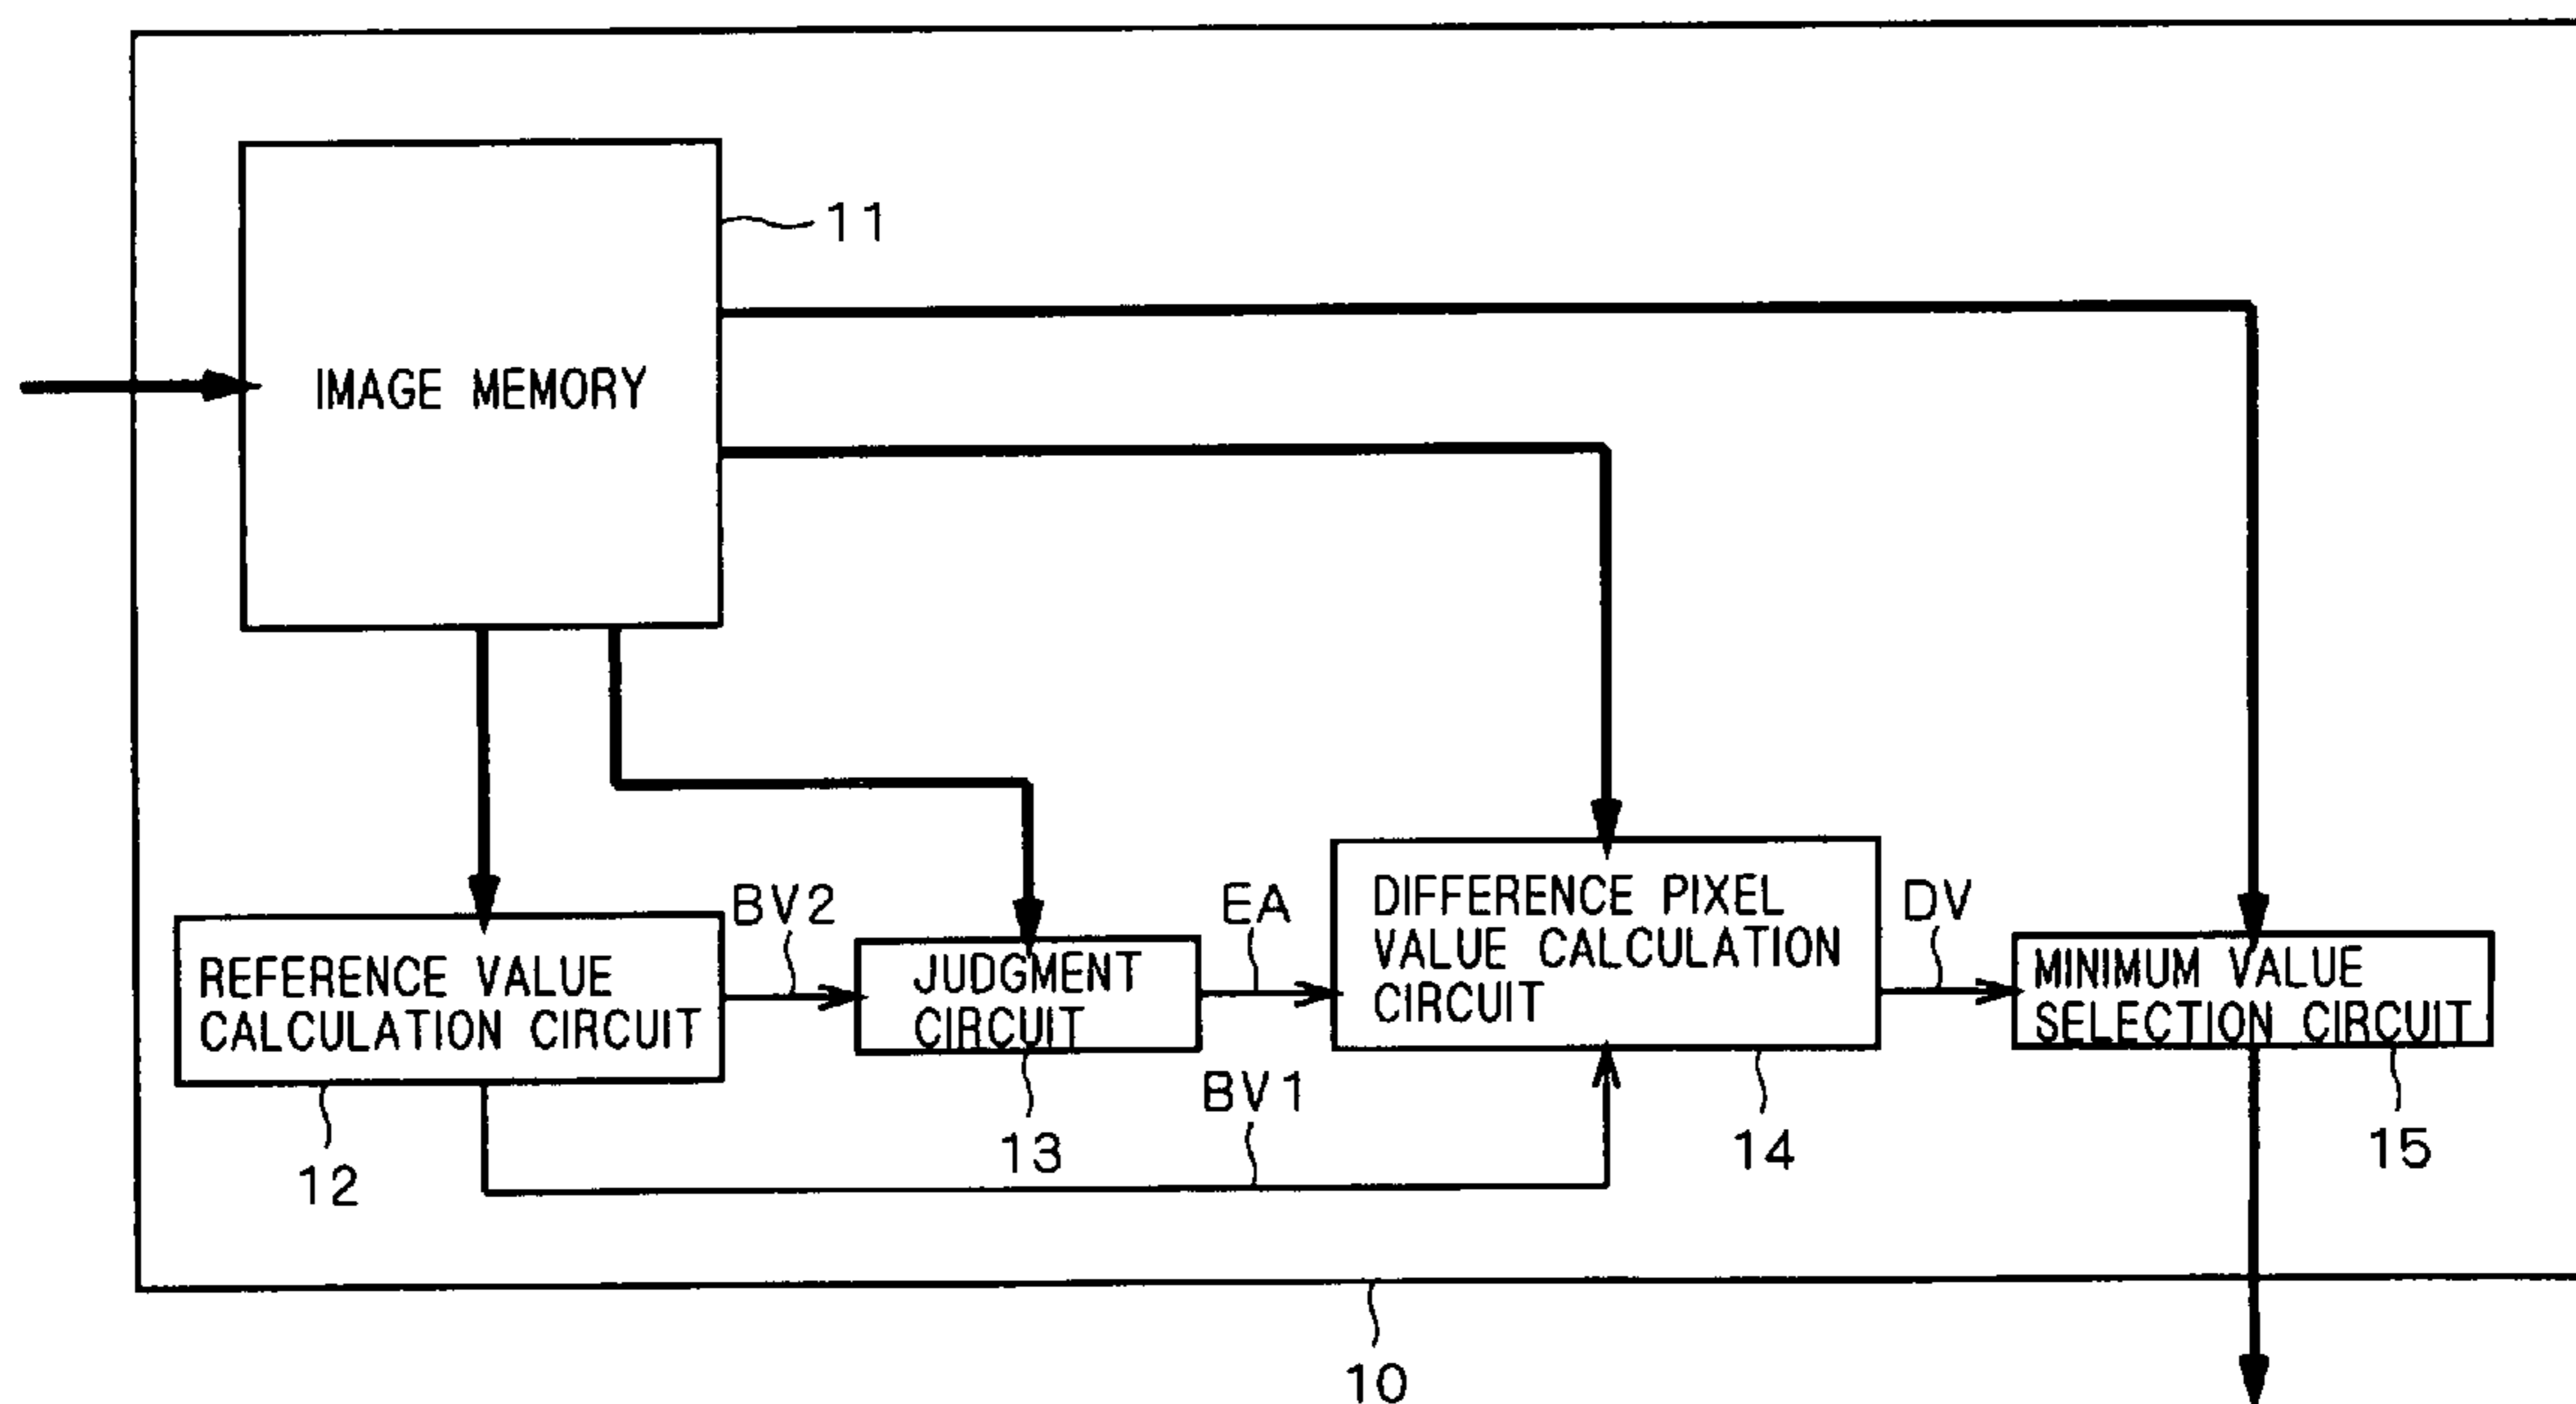 11
IMAGE MEMORY
BV2
EA
DV
REFERENCE VALUE
CALCULATION CIRCUIT
JUDGMENT
CIRCUIT
DIFFERENCE PIXEL
VALUE CALCULATION
CIRCUIT
MINIMUM VALUE
SELECTION CIRCUIT
BV1
12
13
14
15
10